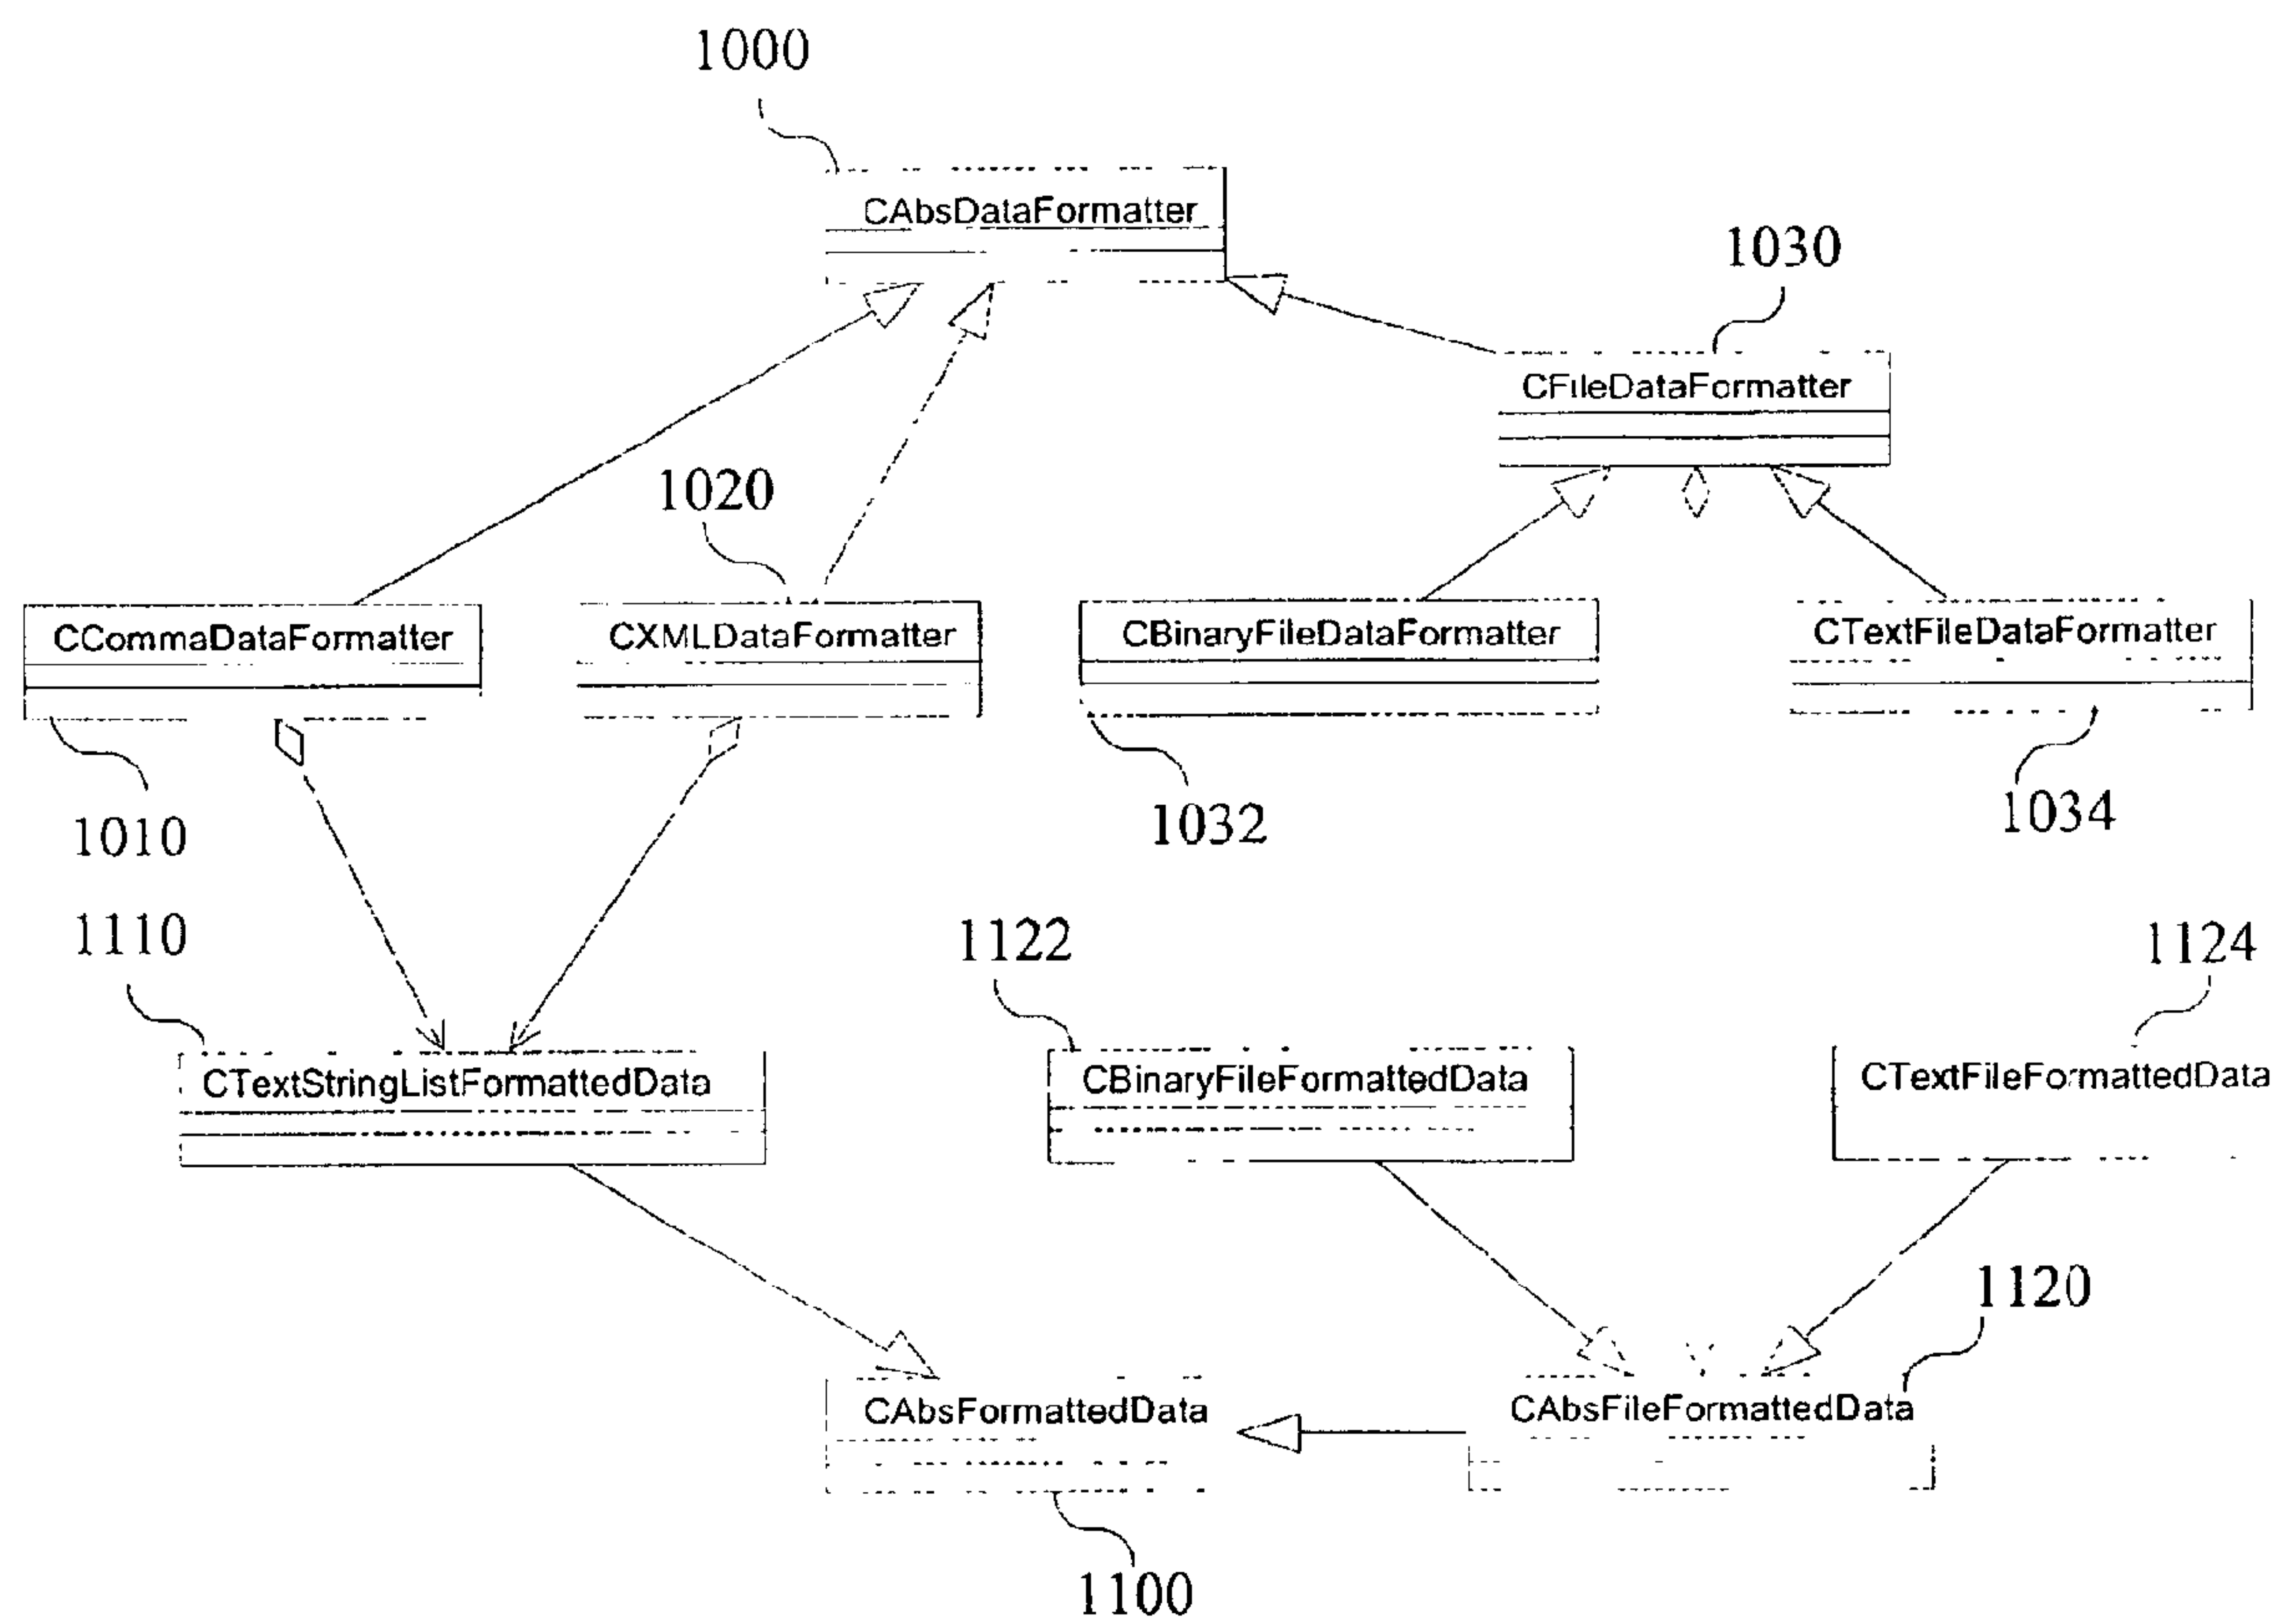 1000
CAbsDataFormatter
1030
CFileDataFormatter
1020
CCommaDataFormatter
CXMLDataFormatter
CBinaryFileDataFormatter
CTextFileDataFormatter
1010
1032
1034
1110
1122
1124
CTextStringListFormattedData
CBinaryFileFormattedData
CTextFileFormattedData
1120
CAbsFormattedData
CAbsFileFormattedData
1100